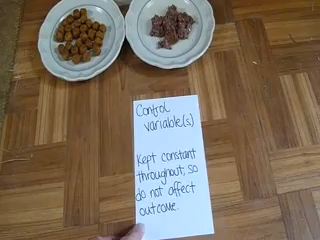 Control
variable(s)
Kept constant
throughout, so
do not affect
outcome.